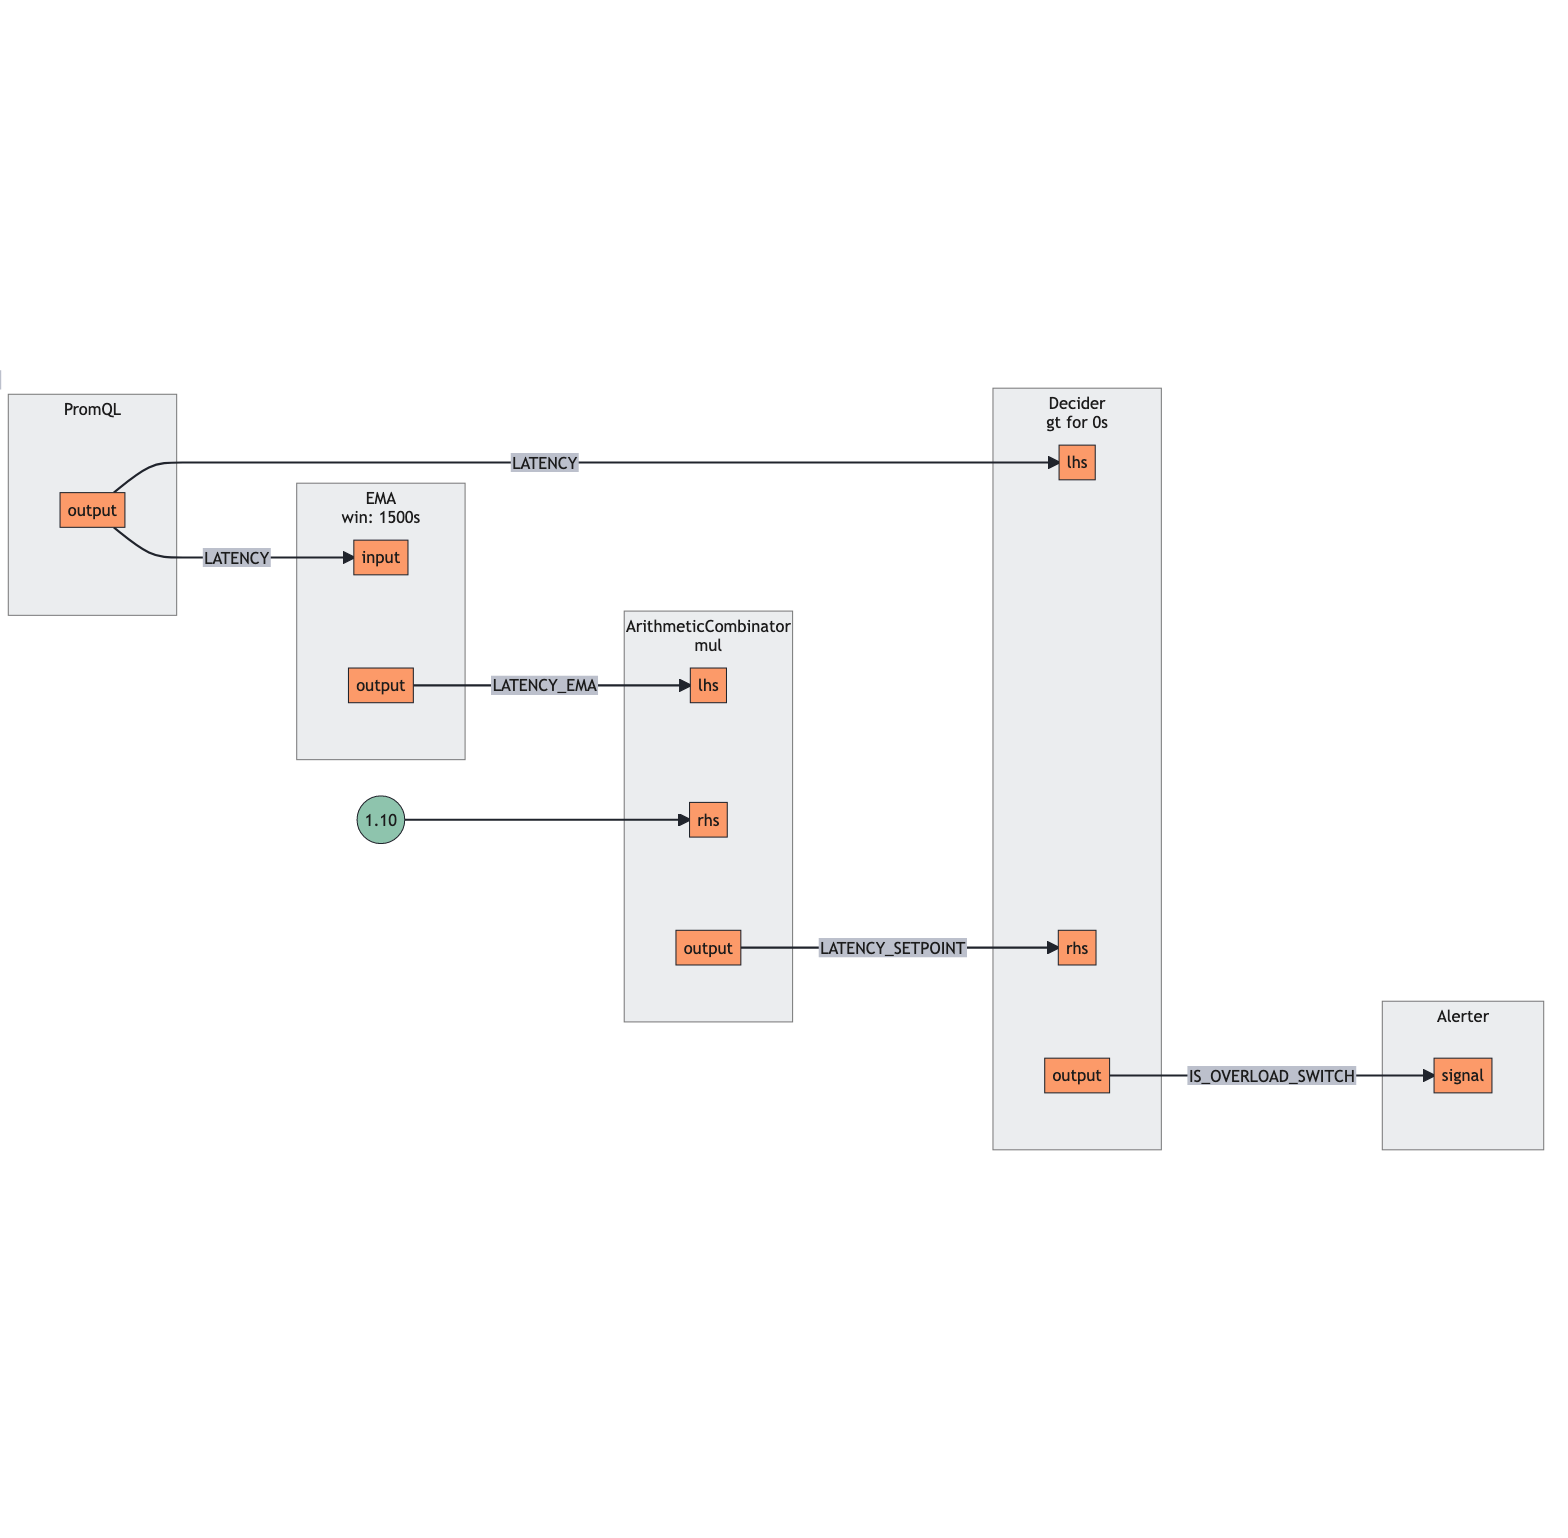 PromQL
output
LATENCY
LATENCY
EMA
win: 1500s
input
output
LATENCY_EMA
1.10
ArithmeticCombinator
mul
lhs
rhs
output
LATENCY_SETPOINT
Decider
gt for 0s
lhs
rhs
output
IS_OVERLOAD_SWITCH
Alerter
signal